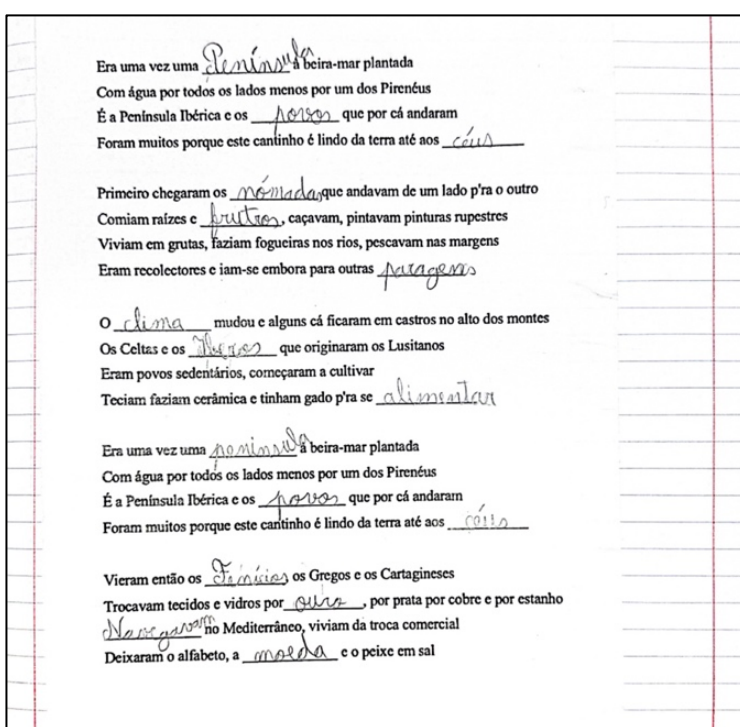 Era uma vez uma Península à beira-mar plantada
Com água por todos os lados menos por um dos Pirenéus
É a Península Ibérica e os povos que por cá andaram
Foram muitos porque este cantinho é lindo da terra até aos céus
Primeiro chegaram os nómadas, que andavam de um lado p'ra o outro
Comiam raízes e fructros, caçavam, pintavam pinturas rupestres
Viviam em grutas, faziam fogueiras nos rios, pescavam nas margens
Eram recolectores e iam-se embora para outras paragens
O clima mudou e alguns cá ficaram em castros no alto dos montes
Os Celtas e os Iberos que originaram os Lusitanos
Eram povos sedentários, começaram a cultivar
Teciam faziam cerâmica e tinham gado p'ra se alimentar
Era uma vez uma península à beira-mar plantada
Com água por todos os lados menos por um dos Pirenéus
É a Península Ibérica e os povos que por cá andaram
Foram muitos porque este cantinho é lindo da terra até aos céus
Vieram então os Fenícios os Gregos e os Cartagineses
Trocavam tecidos e vidros por ouro, por prata por cobre e por estanho
Navegavam no Mediterrâneo, viviam da troca comercial
Deixaram o alfabeto, a moeda e o peixe em sal